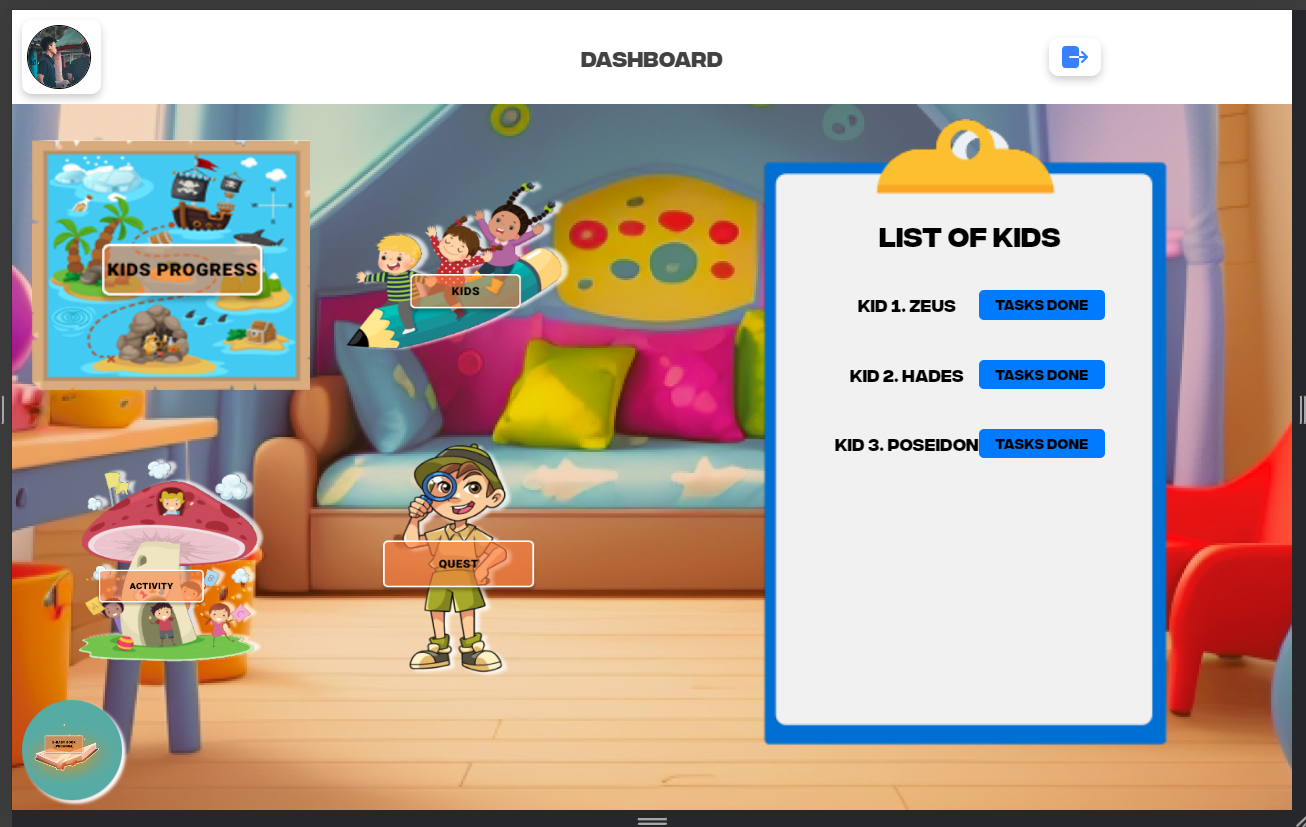 DASHBOARD
KIDS PROGRESS
KIDS
ACTIVITY
QUEST
LIST OF KIDS
KID 1. ZEUS TASKS DONE
KID 2. HADES TASKS DONE
KID 3. POSEIDON TASKS DONE